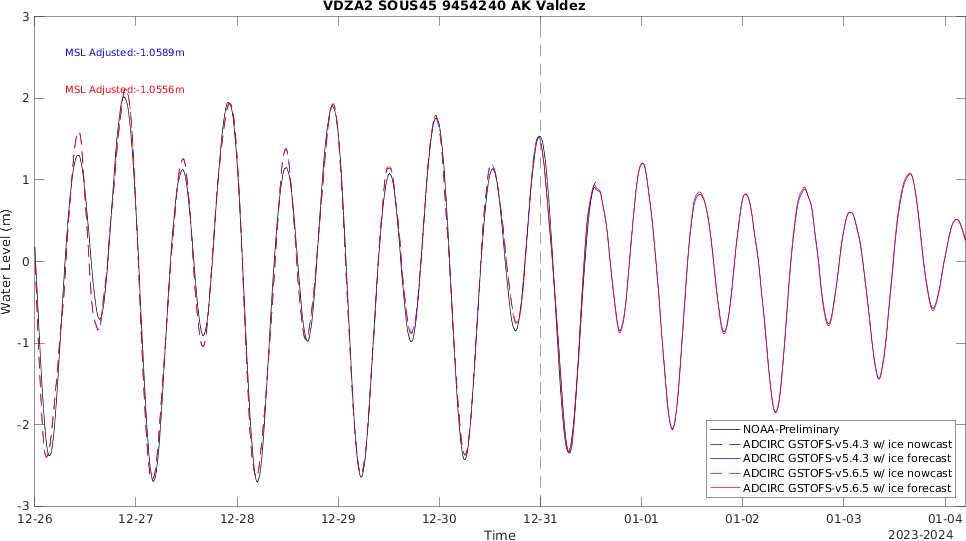 VDZA2 SOUS45 9454240 AK Valdez
MSL Adjusted:-1.0589m
MSL Adjusted:-1.0556m
Water Level (m)
3
2
1
0
-1
-2
-3
12-26 12-27 12-28 12-29 12-30 12-31 01-01 01-02 01-03 01-04
Time
2023-2024
NOAA-Preliminary
ADCIRC GSTOFS-v5.4.3 w/ ice nowcast
ADCIRC GSTOFS-v5.4.3 w/ ice forecast
ADCIRC GSTOFS-v5.6.5 w/ ice nowcast
ADCIRC GSTOFS-v5.6.5 w/ ice forecast